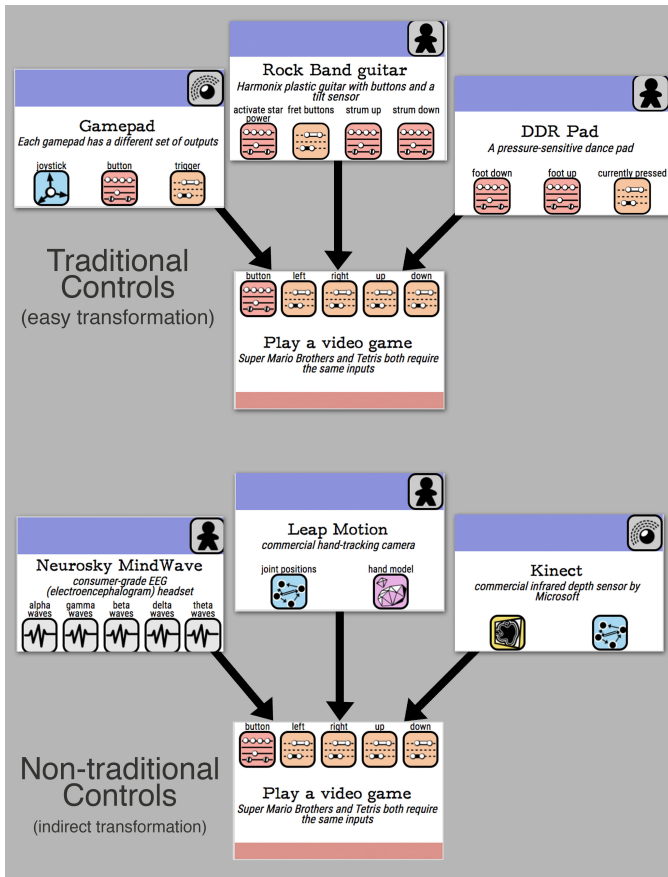 Rock Band guitar
Harmonix plastic guitar with buttons and a
tilt sensor
activate star
power
fret buttons
strum up
strum down
Gamepad
Each gamepad has a different set of outputs
joystick
button
trigger
DDR Pad
A pressure-sensitive dance pad
foot down
foot up
currently pressed
Traditional
Controls
(easy transformation)
button
left
right
up
down
Play a video game
Super Mario Brothers and Tetris both require
the same inputs
Leap Motion
commercial hand-tracking camera
joint positions
hand model
Neurosky MindWave
consumer-grade EEG
(electroencephalogram) headset
alpha
waves
gamma
waves
beta
waves
delta
waves
theta
waves
Kinect
commercial infrared depth sensor by
Microsoft
Non-traditional
Controls
(indirect transformation)
button
left
right
up
down
Play a video game
Super Mario Brothers and Tetris both require
the same inputs